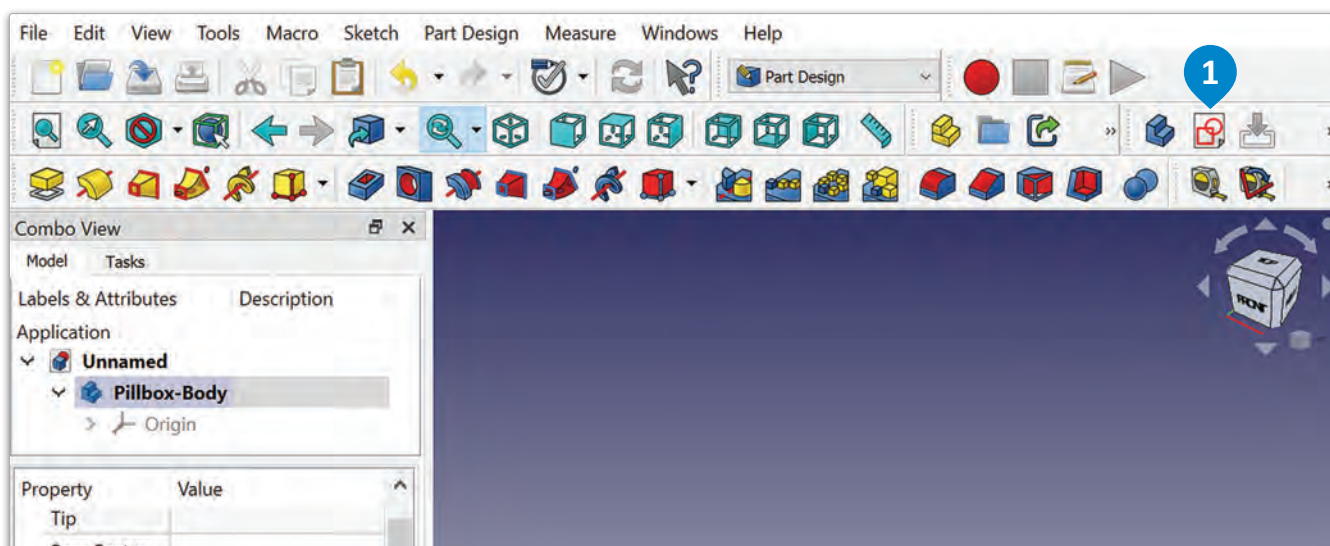 File Edit View Tools Macro Sketch Part Design Measure Windows Help
Part Design
1
Combo View
Model Tasks
Labels & Attributes Description
Application
Unnamed
Pillbox-Body
Origin
FRONT
Property Value
Tip